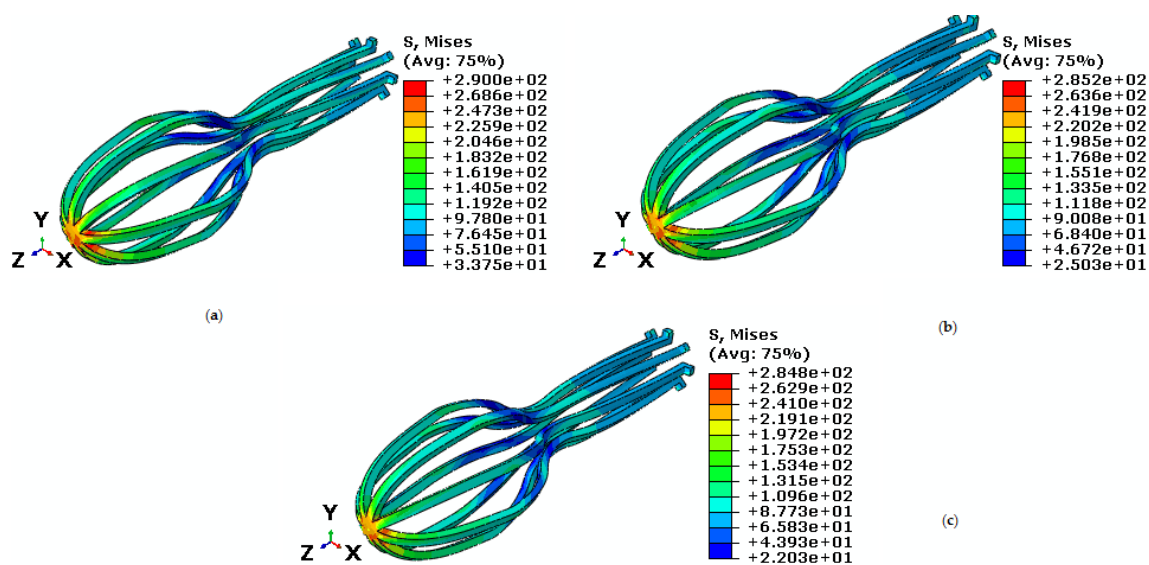 S, Mises
(Avg: 75%)
+2.900e+02
+2.686e+02
+2.473e+02
+2.259e+02
+2.046e+02
+1.832e+02
+1.619e+02
+1.405e+02
+1.192e+02
+9.780e+01
+7.645e+01
+5.510e+01
+3.375e+01
Y
Z X
(a)
S, Mises
(Avg: 75%)
+2.852e+02
+2.636e+02
+2.419e+02
+2.202e+02
+1.985e+02
+1.768e+02
+1.551e+02
+1.335e+02
+1.118e+02
+9.008e+01
+6.840e+01
+4.672e+01
+2.503e+01
Y
Z X
(b)
S, Mises
(Avg: 75%)
+2.848e+02
+2.629e+02
+2.410e+02
+2.191e+02
+1.972e+02
+1.753e+02
+1.534e+02
+1.315e+02
+1.096e+02
+8.773e+01
+6.583e+01
+4.393e+01
+2.203e+01
Y
Z X
(c)